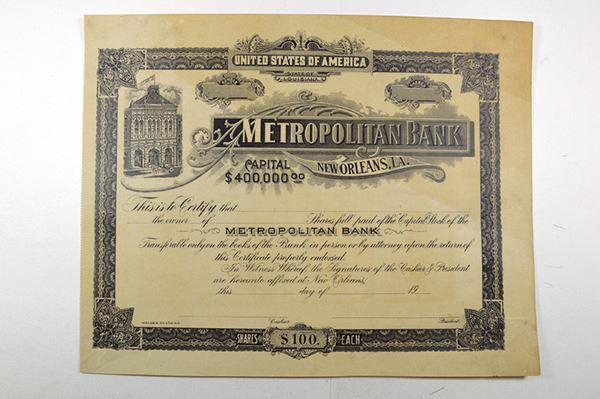 UNITED STATES OF AMERICA
STATE OF
LOUISIANA
METROPOLITAN BANK
NEW ORLEANS, LA.
CAPITAL
$400,000.00
This is to Certify that
the owner of Shares full paid of the Capital Stock of the
METROPOLITAN BANK
Transferable only on the books of the Bank in person or by attorney upon the return of
this Certificate properly endorsed.
In Witness Whereof the Signatures of the Cashier & President
are hereunto affixed at New Orleans,
this day of 19
Cashier. President.
SHARES $100. EACH